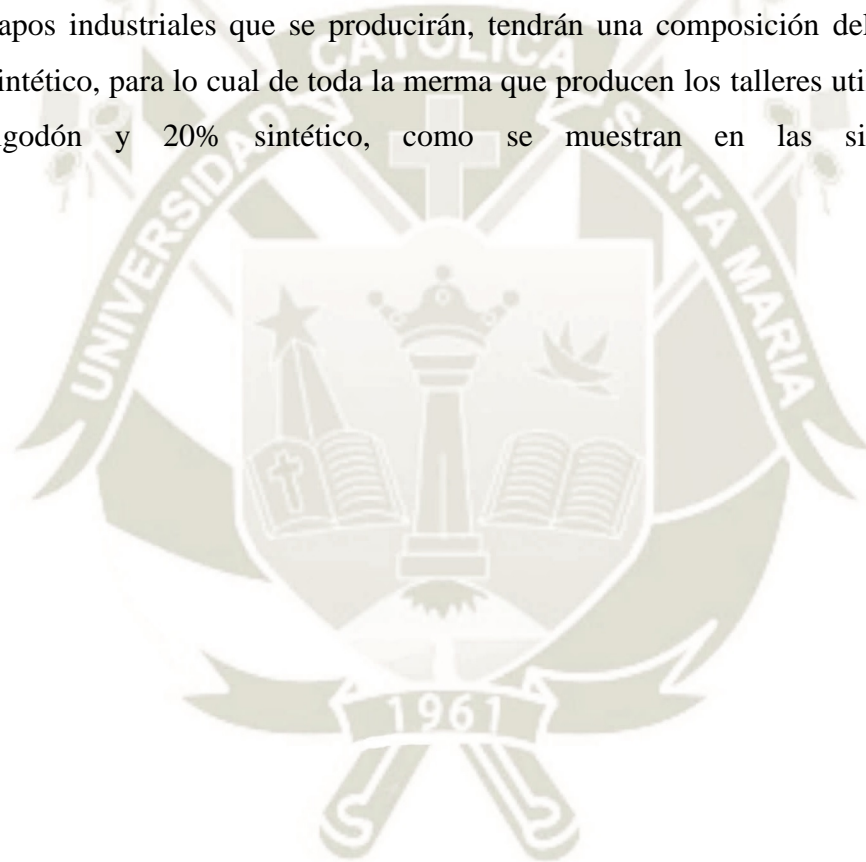 apos industriales que se producirán, tendrán una composición del
intético, para lo cual de toda la merma que producen los talleres uti
godón y 20% sintético, como se muestran en las si
UNIVERSIDAD CATOLICA SANTA MARIA
1961